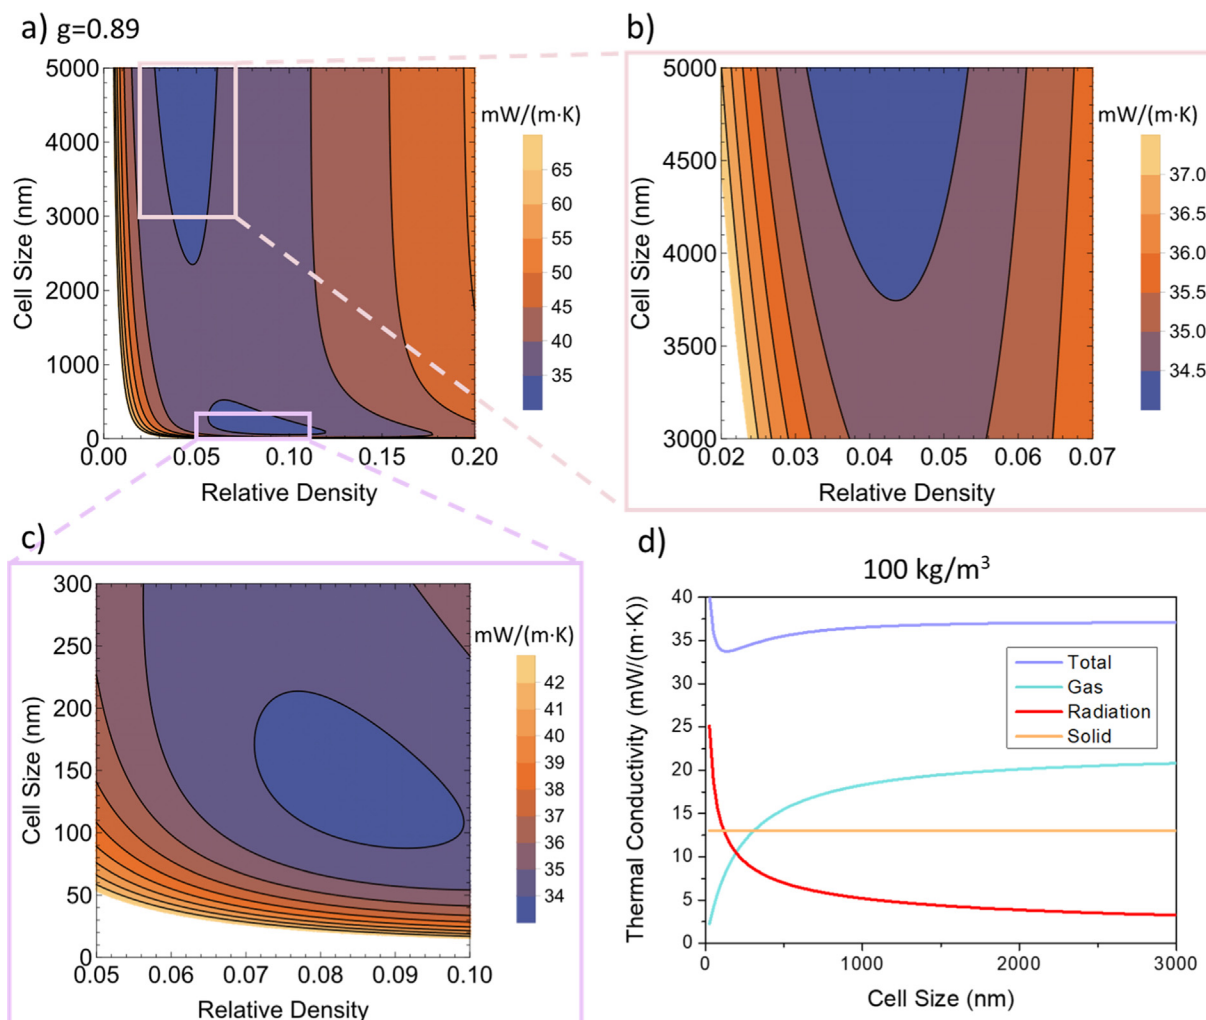 a) g=0.89
5000
4000
3000
2000
1000
0
Cell Size (nm)
0.00 0.05 0.10 0.15 0.20
Relative Density
mW/(m·K)
65
60
55
50
45
40
35
b)
5000
4500
4000
3500
3000
Cell Size (nm)
0.02 0.03 0.04 0.05 0.06 0.07
Relative Density
mW/(m·K)
37.0
36.5
36.0
35.5
35.0
34.5
c)
300
250
200
150
100
50
0
Cell Size (nm)
0.05 0.06 0.07 0.08 0.09 0.10
Relative Density
mW/(m·K)
42
41
40
39
38
37
36
35
34
d)
100 kg/m³
40
35
30
25
20
15
10
5
0
Thermal Conductivity (mW/(m·K))
Total
Gas
Radiation
Solid
0 1000 2000 3000
Cell Size (nm)